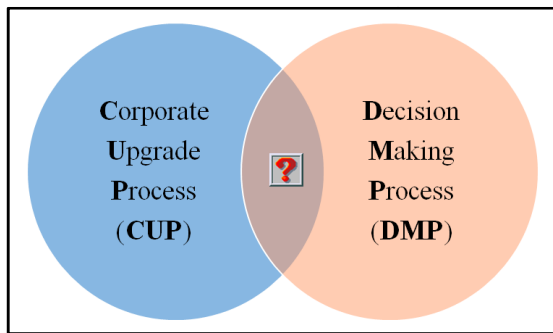 Corporate
Upgrade
Process
(CUP)
?
Decision
Making
Process
(DMP)